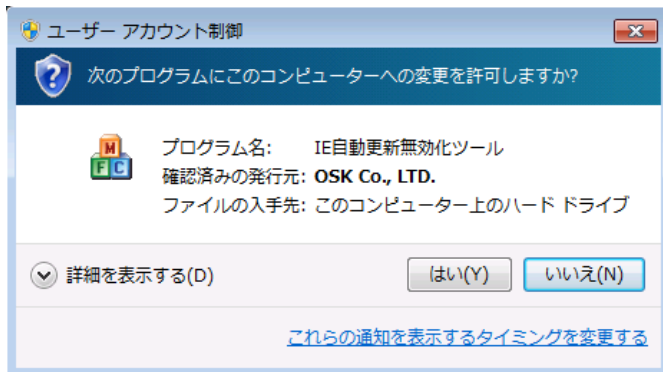 ユーザー アカウント制御
次のプログラムにこのコンピューターへの変更を許可しますか?
M
F C
プログラム名: IE自動更新無効化ツール
確認済みの発行元: OSK Co., LTD.
ファイルの入手先: このコンピューター上のハード ドライブ
詳細を表示する(D) はい(Y) いいえ(N)
これらの通知を表示するタイミングを変更する